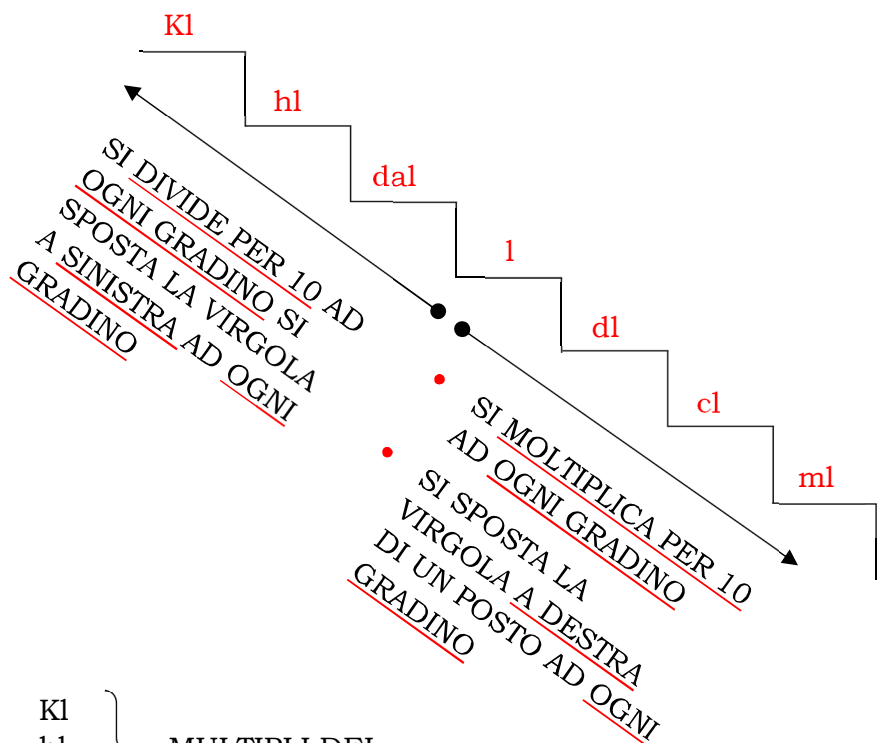 Kl
hl
dal
l
dl
cl
ml
SI DIVIDE PER 10 AD
OGNI GRADINO SI
SPOSTA LA VIRGOLA
A SINISTRA AD OGNI
GRADINO
SI MOLTIPLICA PER 10
AD OGNI GRADINO
SI SPOSTA LA
VIRGOLA A DESTRA
DI UN POSTO AD OGNI
GRADINO
Kl
hl
MULTIPLI DEL